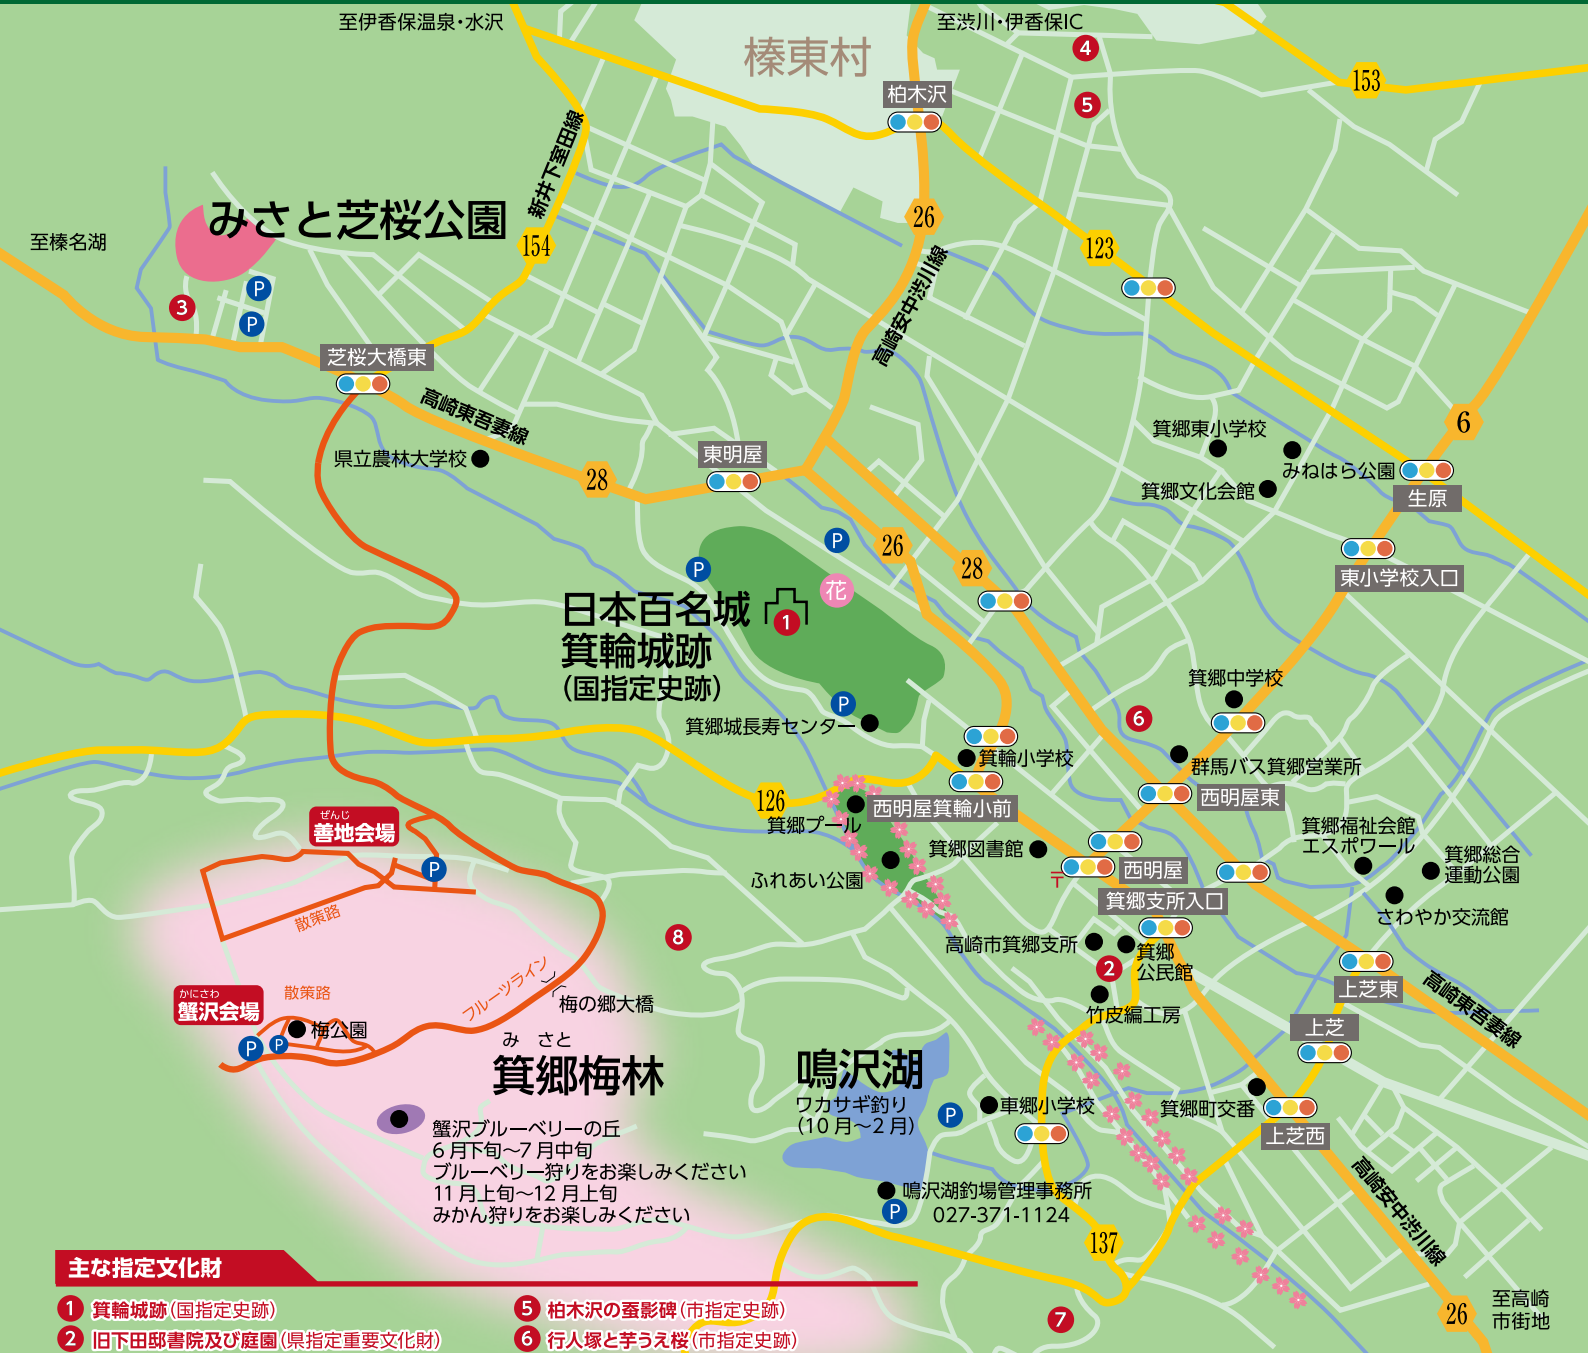 至伊香保温泉・水沢
至渋川・伊香保IC
榛東村
4
153
5
柏木沢
新井下室田線
みさと芝桜公園
至榛名湖
154
26
123
高崎安中渋川線
P
3
P
芝桜大橋東
高崎東吾妻線
6
箕郷東小学校
みねはら公園
県立農林大学校
東明屋
箕郷文化会館
生原
28
26
28
東小学校入口
P
P
花
日本百名城
1
箕輪城跡
(国指定史跡)
箕郷中学校
P
箕郷城長寿センター
6
箕輪小学校
群馬バス箕郷営業所
126
西明屋箕輪小前
西明屋東
箕郷プール
箕郷福祉会館
エスポワール
ぜんじ
善地会場
箕郷図書館
箕郷総合
運動公園
P
〒
西明屋
ふれあい公園
箕郷支所入口
さわやか交流館
散策路
8
高崎市箕郷支所
箕郷
公民館
2
上芝東
高崎東吾妻線
かにさわ
蟹沢会場
散策路
フルーツライン
梅の郷大橋
竹皮編工房
上芝
梅公園
P
P
み さと
箕郷梅林
鳴沢湖
ワカサギ釣り
(10月〜2月)
P
車郷小学校
箕郷町交番
上芝西
蟹沢ブルーベリーの丘
6月下旬〜7月中旬
ブルーベリー狩りをお楽しみください
11月上旬〜12月上旬
みかん狩りをお楽しみください
鳴沢湖釣場管理事務所
P
027-371-1124
高崎安中渋川線
137
主な指定文化財
7
26
至高崎
市街地
1 箕輪城跡(国指定史跡)
5 柏木沢の蚕影碑(市指定史跡)
2 旧下田邸書院及び庭園(県指定重要文化財)
6 行人塚と芋うえ桜(市指定史跡)